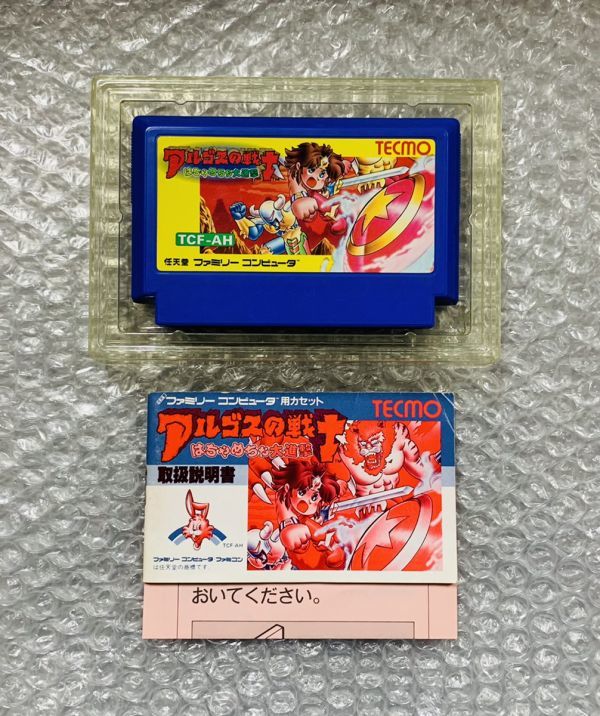 アルゴスの戦士
はちゃめちゃ大進撃
TECMO
TCF-AH
任天堂 ファミリー コンピュータ™
ファミリー コンピュータ™用カセット
TECMO
アルゴスの戦士
はちゃめちゃ大進撃
取扱説明書
TCF-AH
ファミリー コンピュータ ファミコン
は任天堂の商標です。
おいてください。